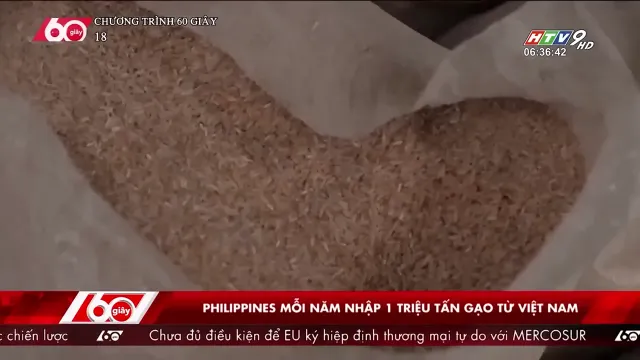 60 giây
CHƯƠNG TRÌNH 60 GIÂY
18
HTV9 HD
06:36:42
60 giây
PHILIPPINES MỖI NĂM NHẬP 1 TRIỆU TẤN GẠO TỪ VIỆT NAM
c chiến lược 60 Chưa đủ điều kiện để EU ký hiệp định thương mại tự do với MERCOSUR 60